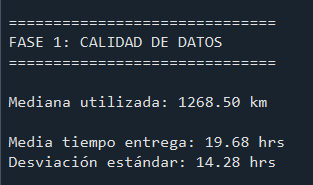 ==============================
FASE 1: CALIDAD DE DATOS
==============================
Mediana utilizada: 1268.50 km
Media tiempo entrega: 19.68 hrs
Desviación estándar: 14.28 hrs